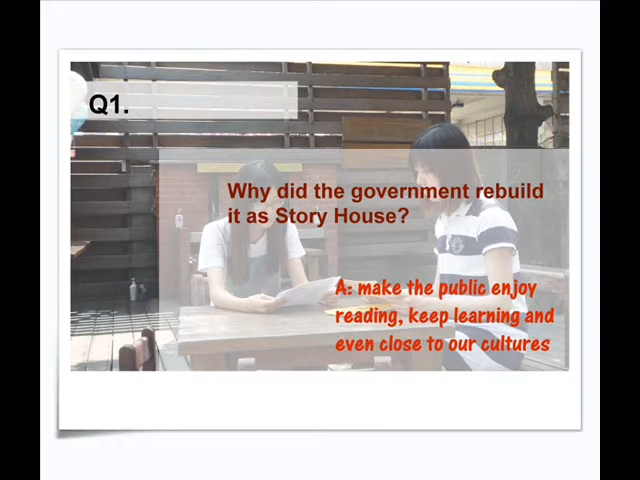 Q1.
Why did the government rebuild
it as Story House?
A: make the public enjoy
reading, keep learning and
even close to our cultures